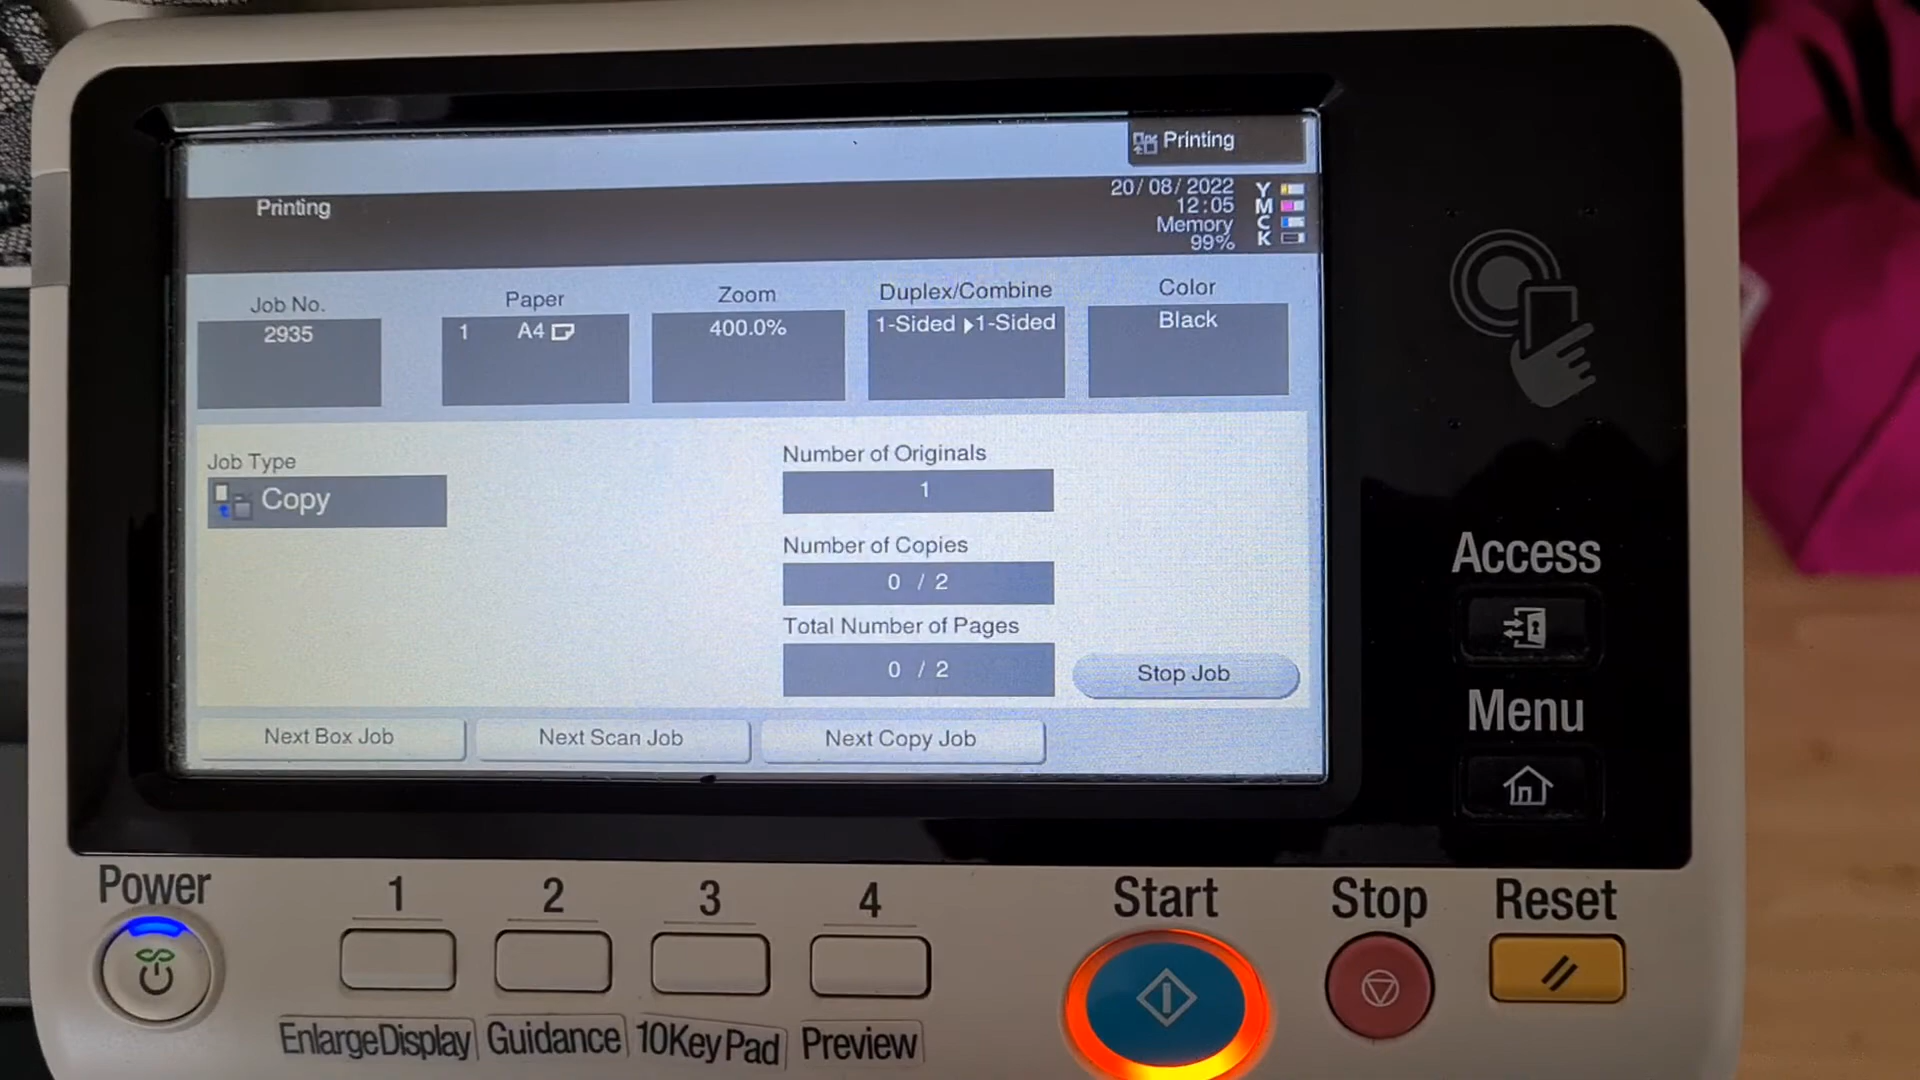 Printing
Printing
20/08/2022
12:05
Memory
99%
Y
M
C
K
Job No.
2935
Paper
1 A4
Zoom
400.0%
Duplex/Combine
1-Sided ▶1-Sided
Color
Black
Job Type
Copy
Number of Originals
1
Number of Copies
0 / 2
Total Number of Pages
0 / 2
Stop Job
Next Box Job
Next Scan Job
Next Copy Job
Access
Menu
Power
1
2
3
4
Start
Stop
Reset
EnlargeDisplay
Guidance
10KeyPad
Preview